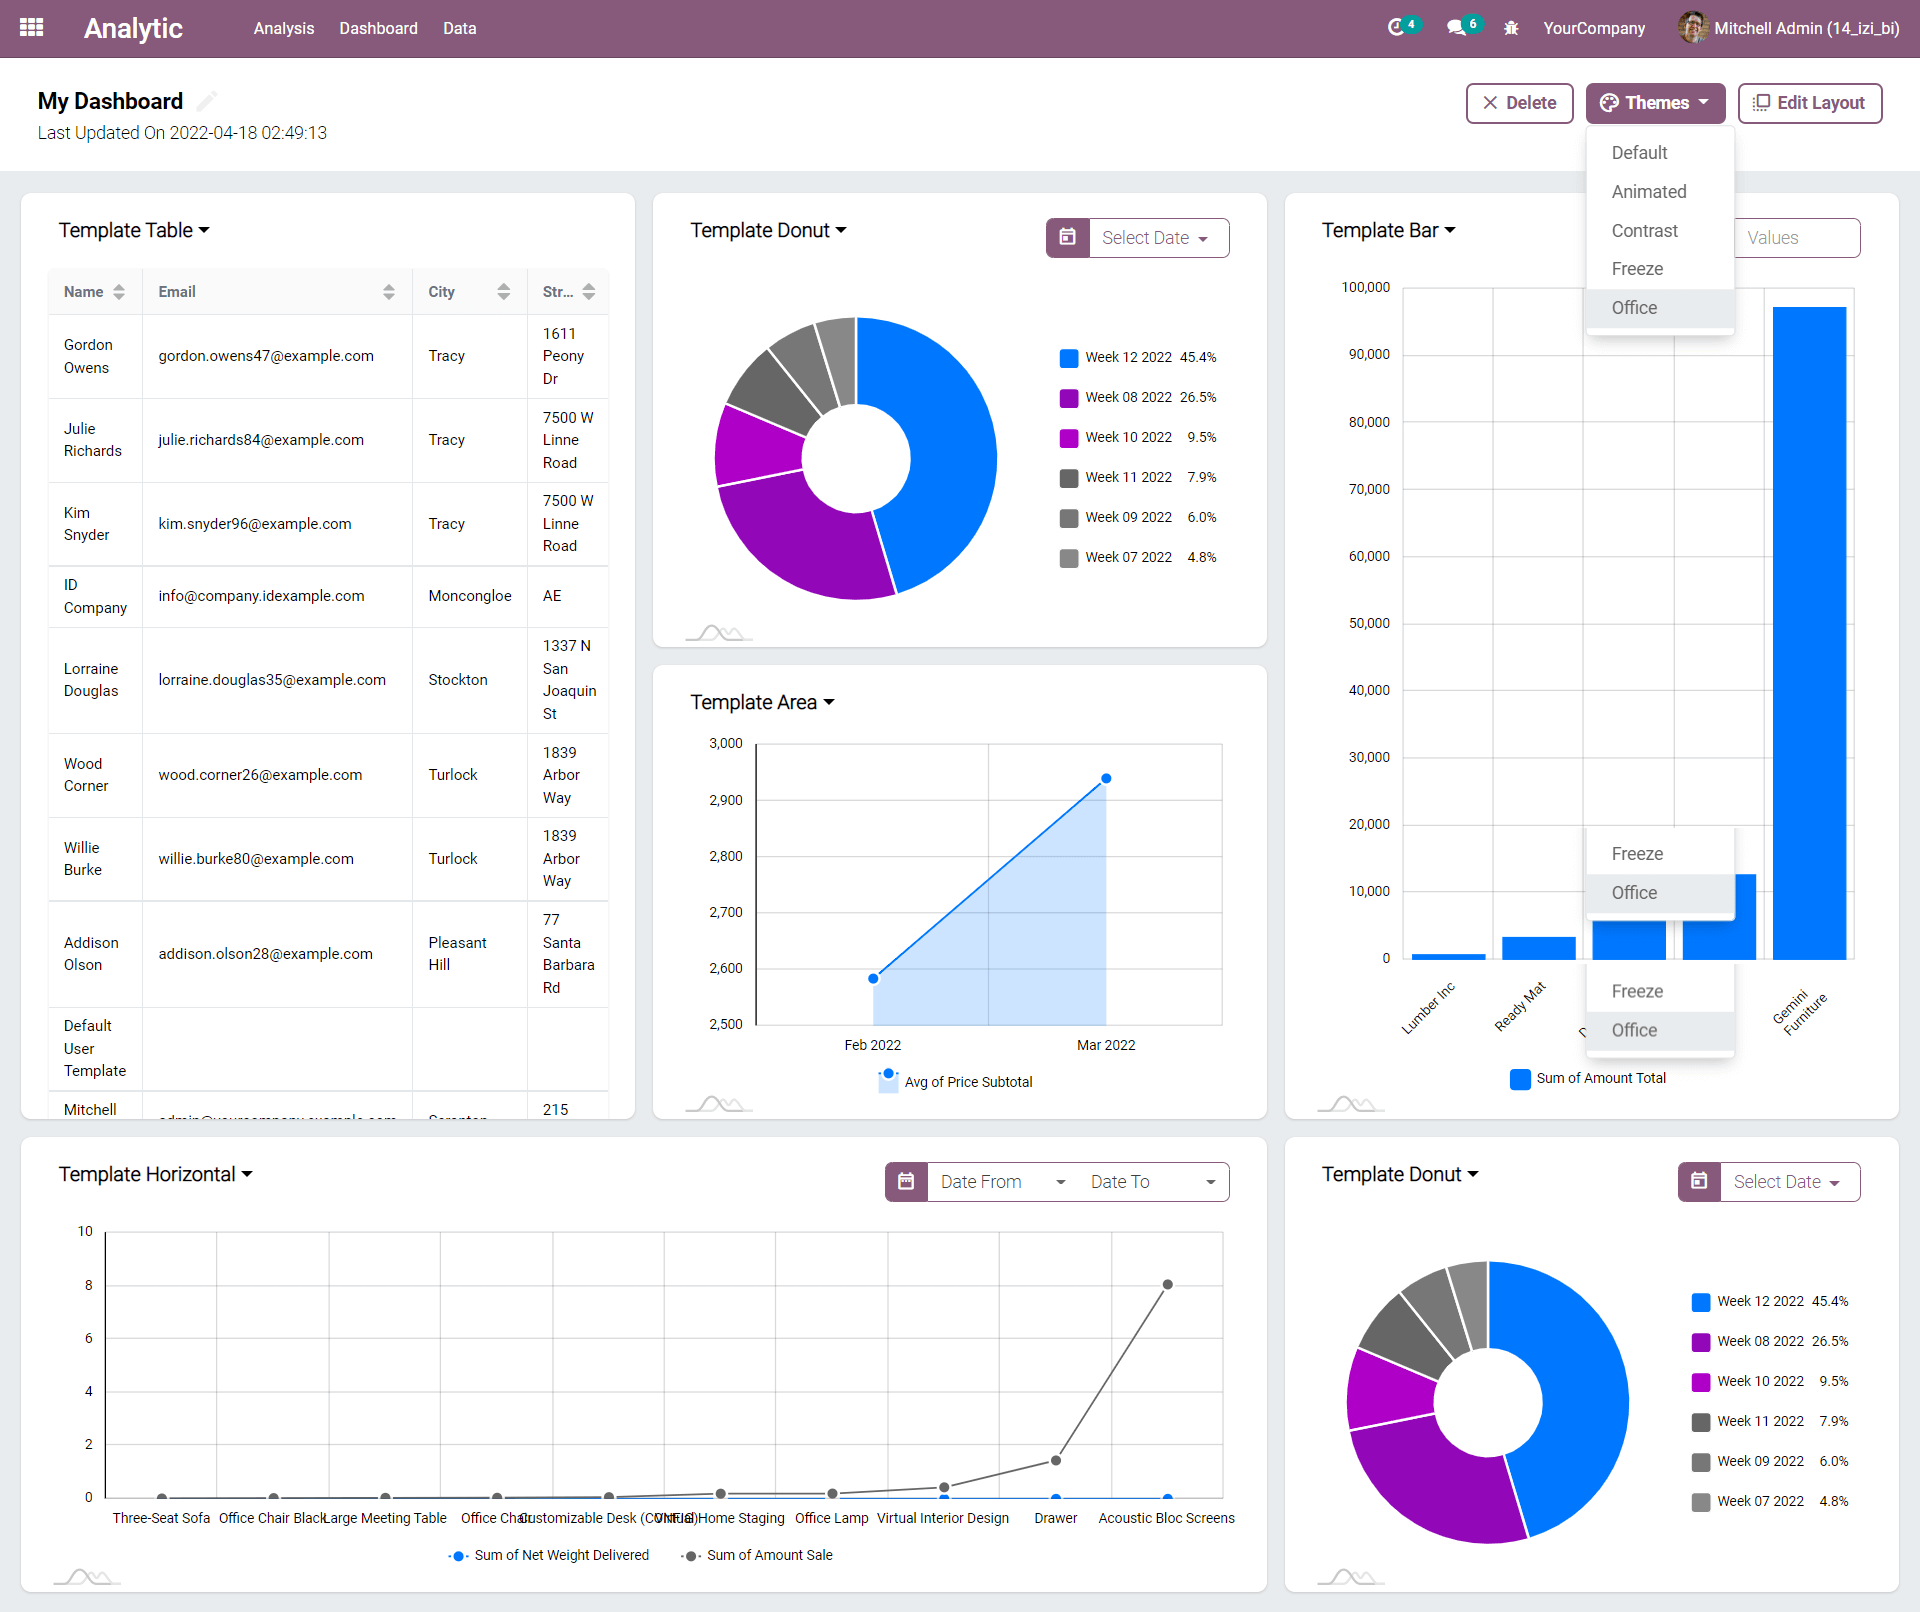 Analytic
Analysis Dashboard Data
4 6 YourCompany Mitchell Admin (14_izi_bi)
My Dashboard
Last Updated On 2022-04-18 02:49:13
Delete Themes Edit Layout
Default
Animated
Contrast
Freeze
Office
Template Table
Name Email City Str...
Gordon Owens gordon.owens47@example.com Tracy 1611 Peony Dr
Julie Richards julie.richards84@example.com Tracy 7500 W Linne Road
Kim Snyder kim.snyder96@example.com Tracy 7500 W Linne Road
ID Company info@company.idexample.com Moncongloe AE
Lorraine Douglas lorraine.douglas35@example.com Stockton 1337 N San Joaquin St
Wood Corner wood.corner26@example.com Turlock 1839 Arbor Way
Willie Burke willie.burke80@example.com Turlock 1839 Arbor Way
Addison Olson addison.olson28@example.com Pleasant Hill 77 Santa Barbara Rd
Default User Template
Mitchell 215
Template Donut
Select Date
Week 12 2022 45.4%
Week 08 2022 26.5%
Week 10 2022 9.5%
Week 11 2022 7.9%
Week 09 2022 6.0%
Week 07 2022 4.8%
Template Area
3,000
2,900
2,800
2,700
2,600
2,500
Feb 2022 Mar 2022
Avg of Price Subtotal
Template Bar
Values
100,000
90,000
80,000
70,000
60,000
50,000
40,000
30,000
20,000
10,000
0
Freeze
Office
Lumber Inc Ready Mat Gemini Furniture
Freeze
Office
Sum of Amount Total
Template Horizontal
Date From Date To
10
8
6
4
2
0
Three-Seat Sofa Office Chair Black Large Meeting Table Office Chair Customizable Desk (CONFIG) Virtual Home Staging Office Lamp Virtual Interior Design Drawer Acoustic Bloc Screens
Sum of Net Weight Delivered Sum of Amount Sale
Template Donut
Select Date
Week 12 2022 45.4%
Week 08 2022 26.5%
Week 10 2022 9.5%
Week 11 2022 7.9%
Week 09 2022 6.0%
Week 07 2022 4.8%